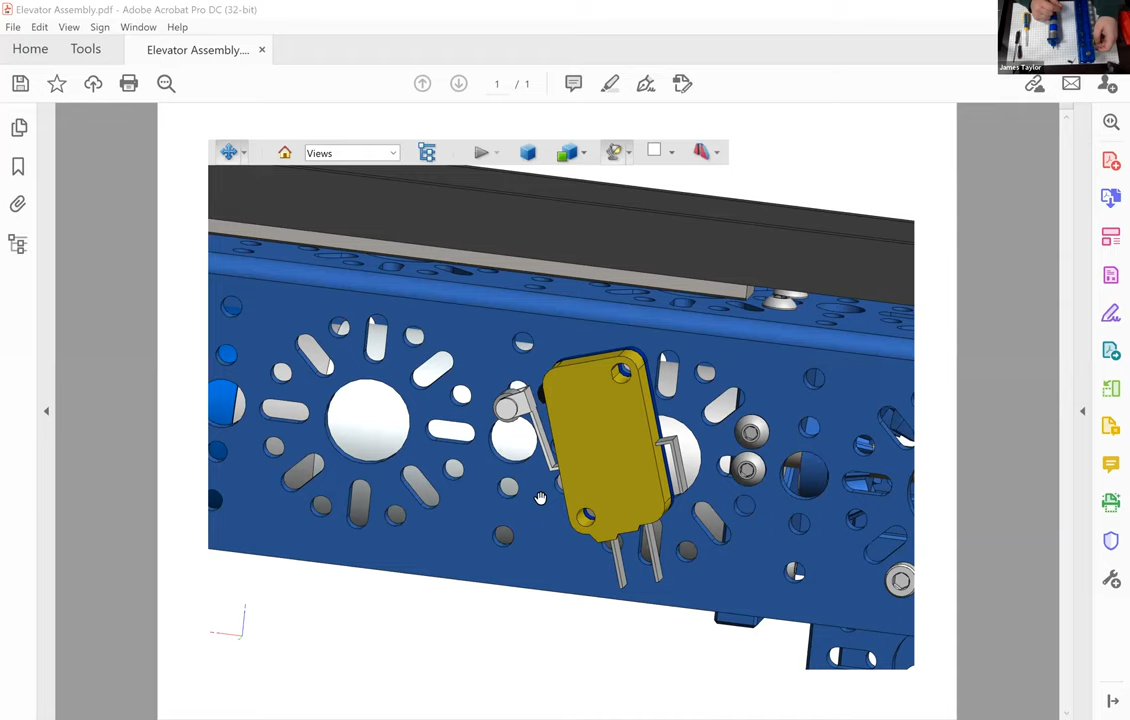 Elevator Assembly.pdf - Adobe Acrobat Pro DC (32-bit)
File Edit View Sign Window Help
Home Tools Elevator Assembly.... ×
1 / 1
James Taylor
Views